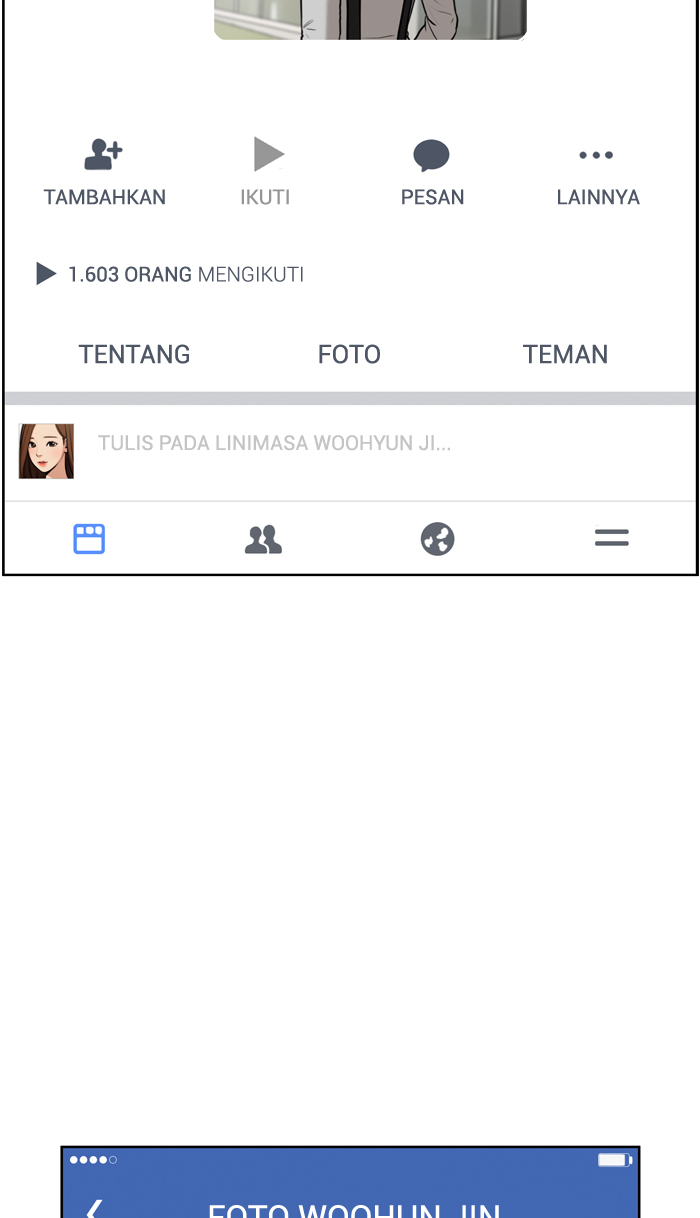 TAMBAHKAN IKUTI PESAN LAINNYA
1.603 ORANG MENGIKUTI
TENTANG FOTO TEMAN
TULIS PADA LINIMASA WOOHYUN JI...
FOTO WOOHUN JIN